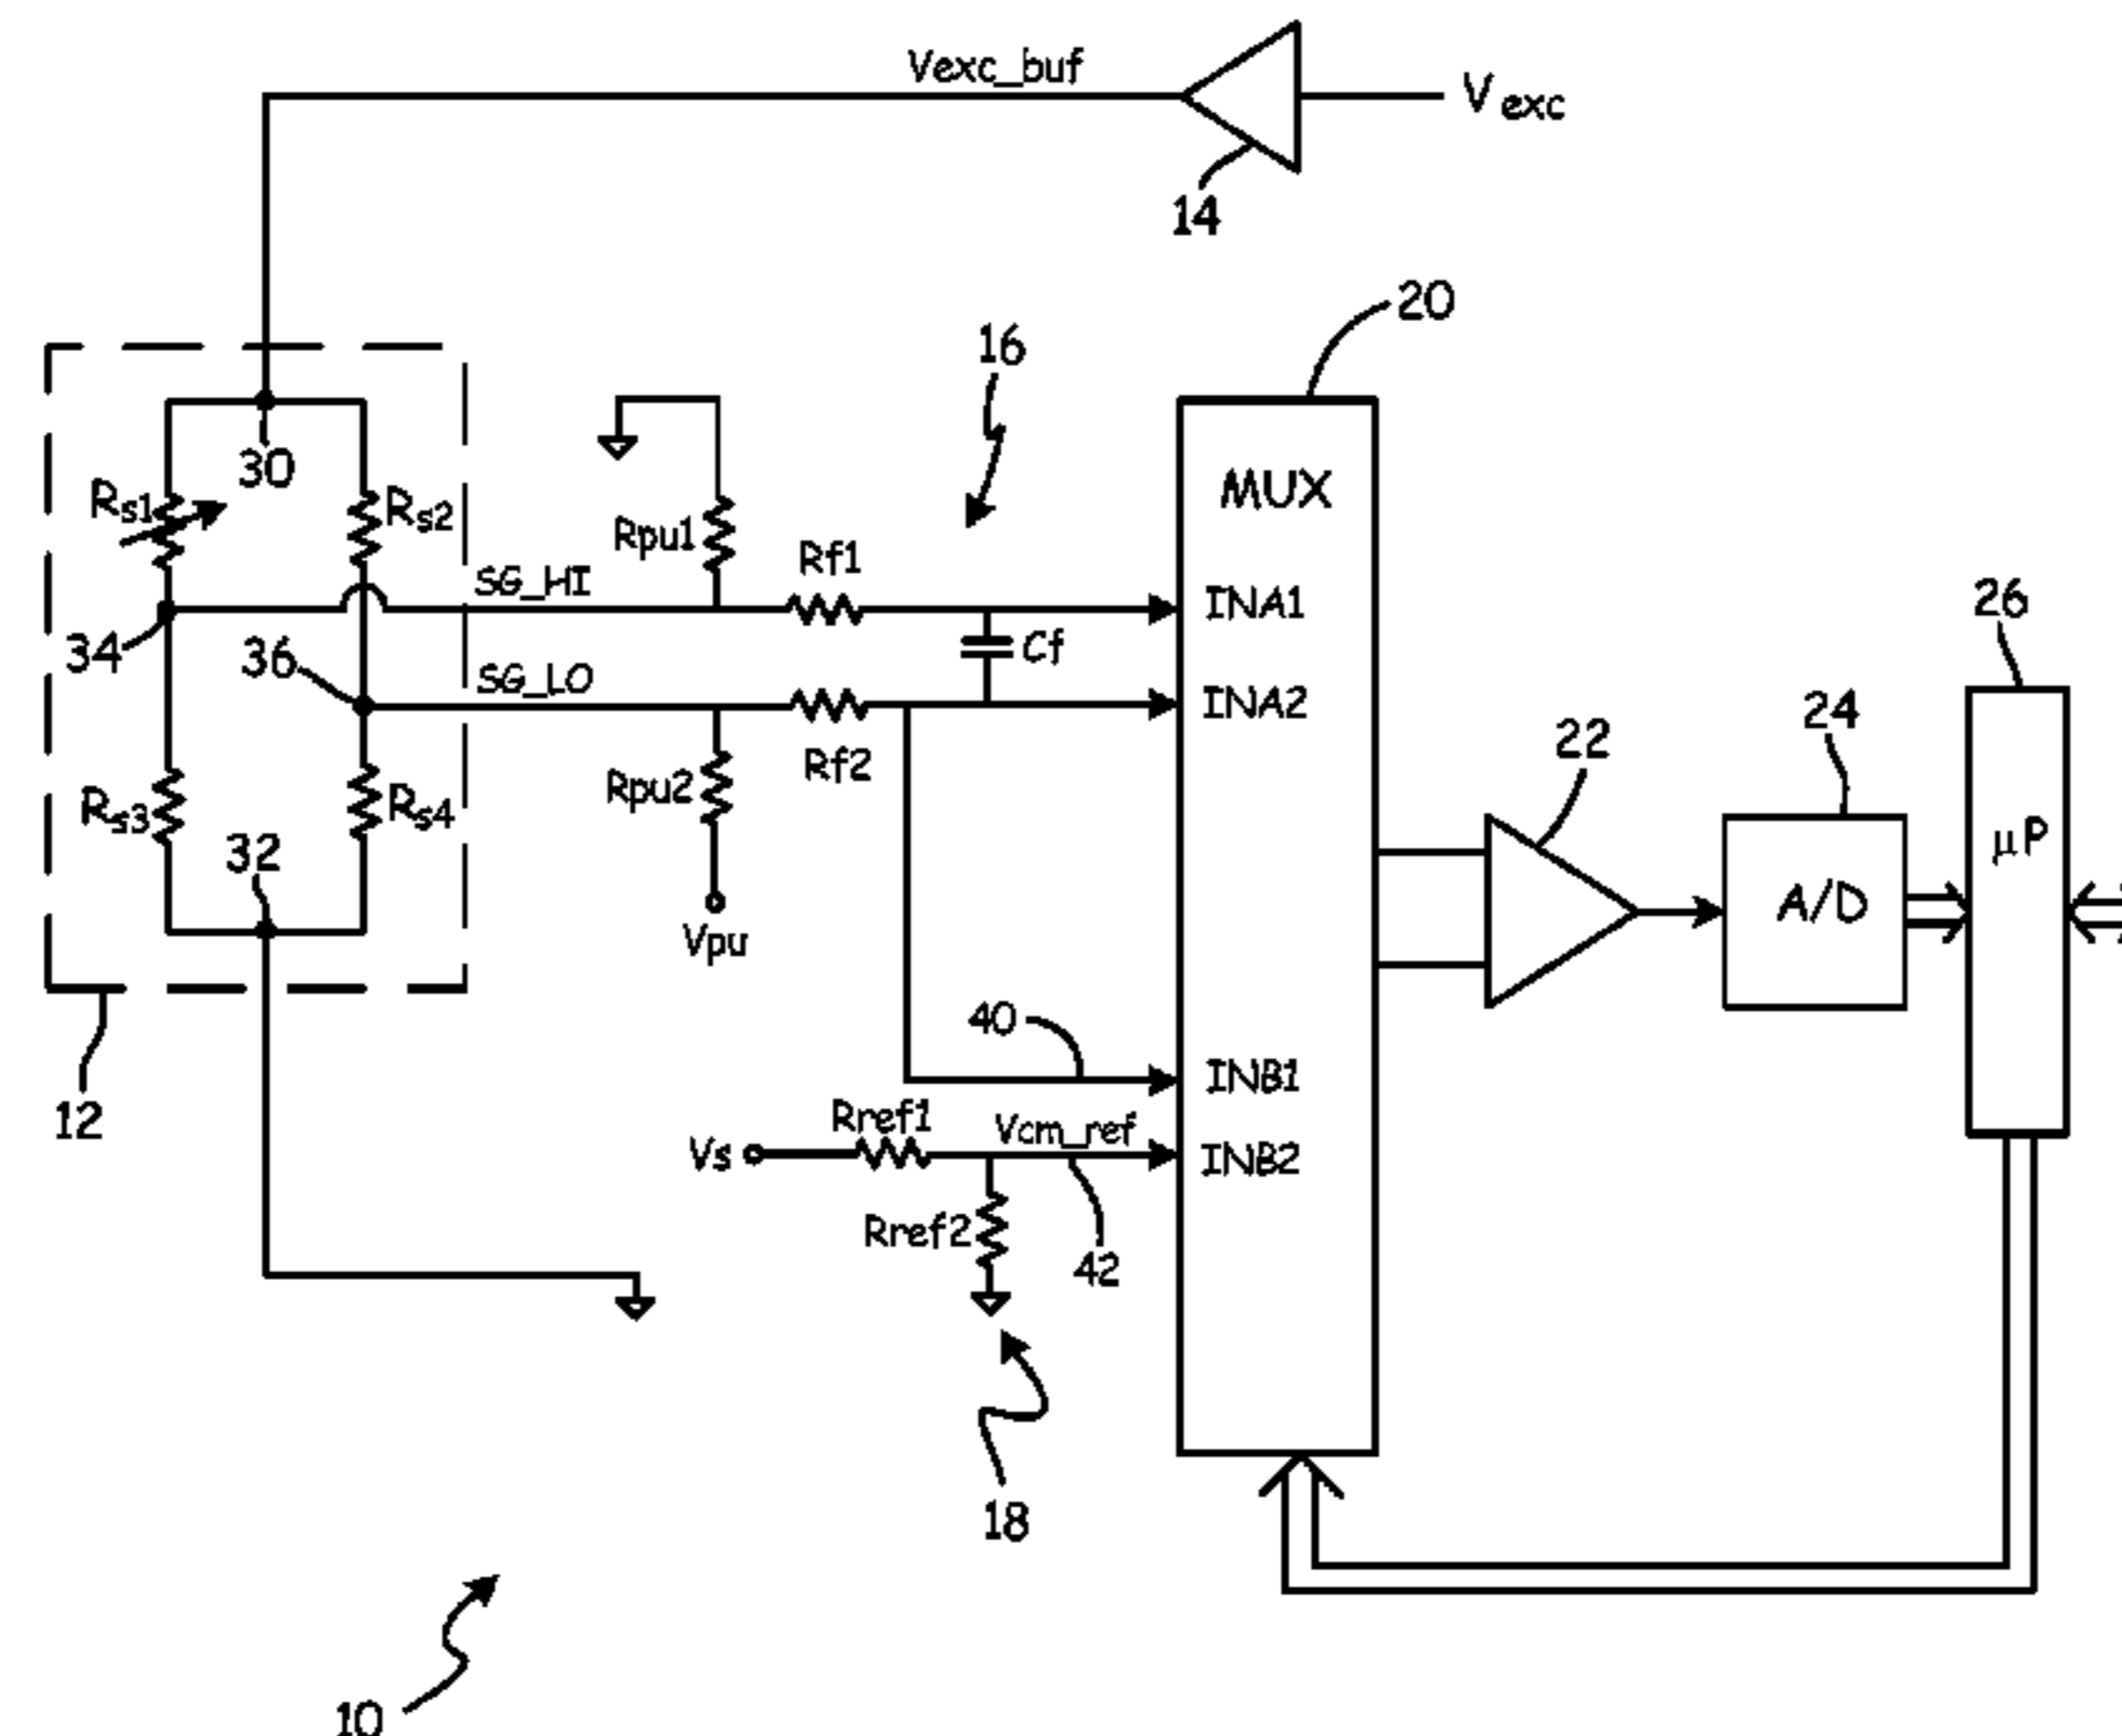 Vexc_buf
Vexc
14
20
16
30
MUX
Rs1
Rs2
Rpu1
Rf1
SG_HI
INA1
26
34
36
Cf
SG_LO
INA2
24
22
Rf2
Rpu2
Rs3
Rs4
32
µP
A/D
Vpu
40
INB1
12
Rref1
Vcm_ref
Vs
INB2
Rref2
42
18
10